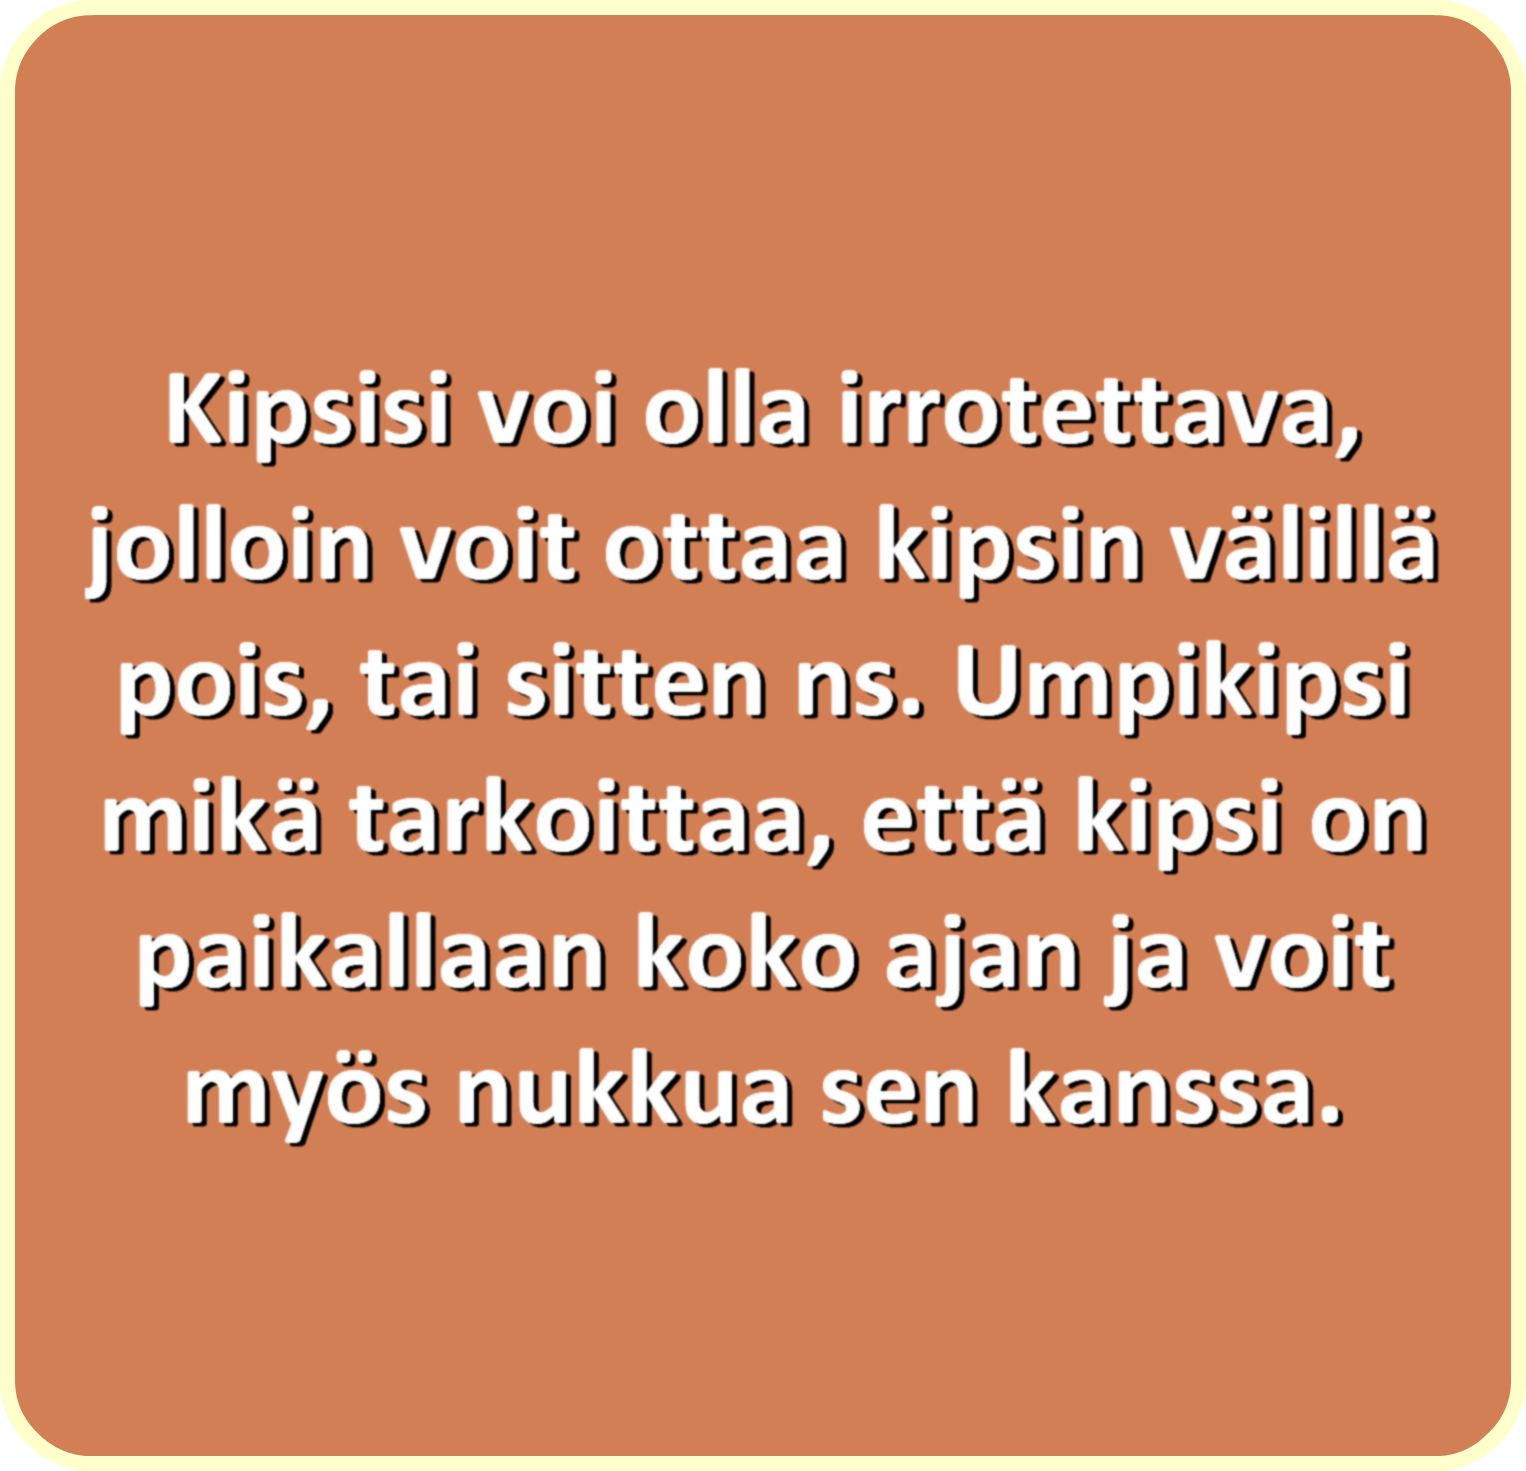 Kipsisi voi olla irrotettava,
jolloin voit ottaa kipsin välillä
pois, tai sitten ns. Umpikipsi
mikä tarkoittaa, että kipsi on
paikallaan koko ajan ja voit
myös nukkua sen kanssa.